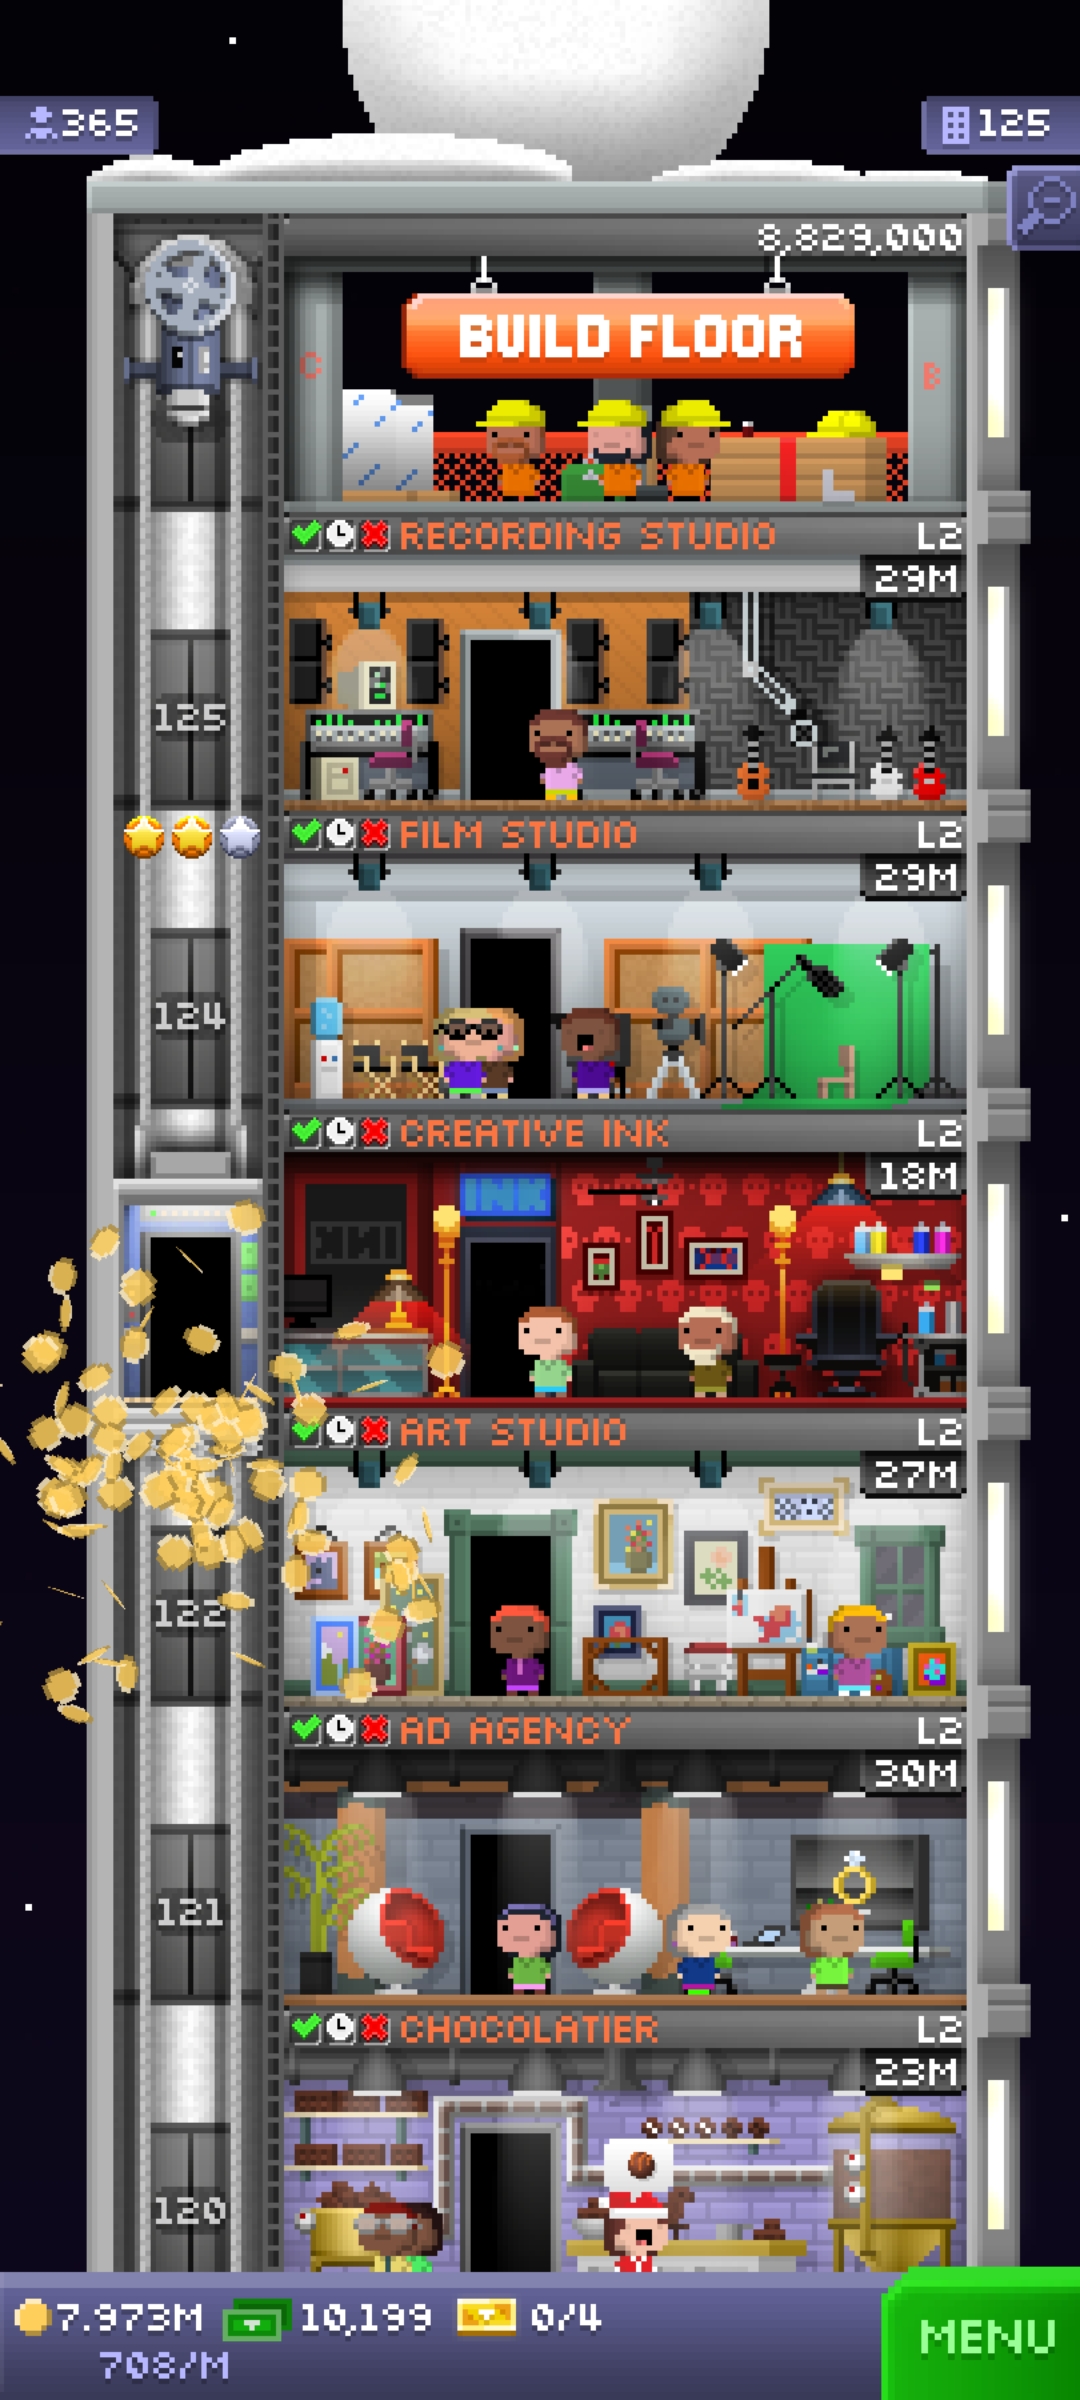 365
125
8,829,000
BUILD FLOOR
C
B
RECORDING STUDIO L2
29M
125
FILM STUDIO L2
29M
124
CREATIVE INK L2
18M
INK
ART STUDIO L2
27M
122
AD AGENCY L2
30M
121
CHOCOLATIER L2
23M
120
7.973M 10,199 0/4
708/M
MENU